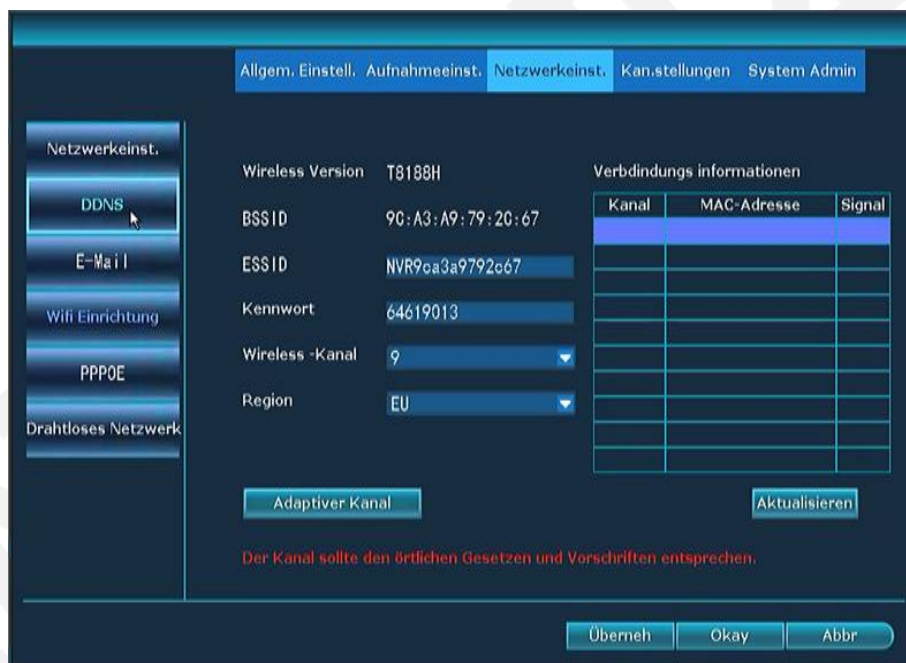 Allgem. Einstell. Aufnahmeeinst. Netzwerkeinst. Kan.stellungen System Admin
Netzwerkeinst.
DDNS
E-Mail
Wifi Einrichtung
PPPOE
Drahtloses Netzwerk
Wireless Version T8188H
BSSID 9C:A3:A9:79:2C:67
ESSID NVR9ca3a9792c67
Kennwort 64619013
Wireless -Kanal 9
Region EU
Verbdindungs informationen
Kanal MAC-Adresse Signal
Adaptiver Kanal
Aktualisieren
Der Kanal sollte den örtlichen Gesetzen und Vorschriften entsprechen.
Überneh Okay Abbr